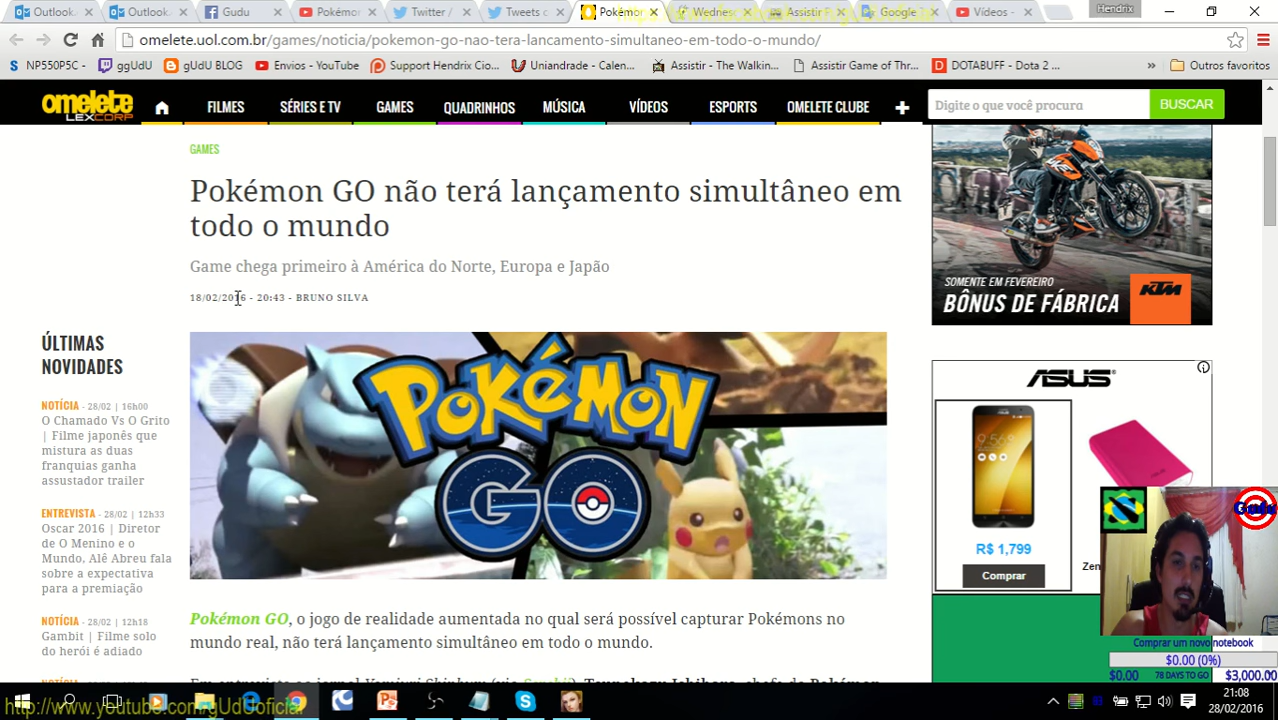 Outlook.
Outlook.
Gudu
Pokémon
Twitter
Tweets c
Pokémon
Wednes
Assistir
Google
Vídeos -
Hendrix
omelete.uol.com.br/games/noticia/pokemon-go-nao-tera-lancamento-simultaneo-em-todo-o-mundo/
NP550P5C -
ggUdU
gUdU BLOG
Envios - YouTube
Support Hendrix Cio...
Uniandrade - Calen...
Assistir - The Walkin...
Assistir Game of Thr...
DOTABUFF - Dota 2 ...
Outros favoritos
omelete
LEXCORP
FILMES
SÉRIES E TV
GAMES
QUADRINHOS
MÚSICA
VÍDEOS
ESPORTS
OMELETE CLUBE
Digite o que você procura
BUSCAR
GAMES
Pokémon GO não terá lançamento simultâneo em
todo o mundo
Game chega primeiro à América do Norte, Europa e Japão
18/02/2016 - 20:43 - BRUNO SILVA
SOMENTE EM FEVEREIRO
BÔNUS DE FÁBRICA
KTM
ÚLTIMAS
NOVIDADES
NOTÍCIA - 28/02 | 16h00
O Chamado Vs O Grito
| Filme japonês que
mistura as duas
franquias ganha
assustador trailer
ENTREVISTA - 28/02 | 12h33
Oscar 2016 | Diretor
de O Menino e o
Mundo, Alê Abreu fala
sobre a expectativa
para a premiação
NOTÍCIA - 28/02 | 12h18
Gambit | Filme solo
do herói é adiado
POKÉMON
GO
ASUS
R$ 1,799
Comprar
Zen
Gudu
Pokémon GO, o jogo de realidade aumentada no qual será possível capturar Pokémons no
mundo real, não terá lançamento simultâneo em todo o mundo.
Comprar um novo notebook
$0.00 (0%)
$0.00
78 DAYS TO GO
$3,000.00
http://www.youtube.com/gUdUoficial
21:08
28/02/2016